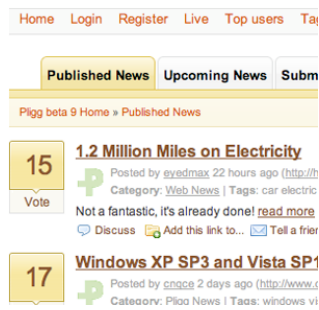 Home Login Register Live Top users
Published News Upcoming News
Pligg beta 9 Home » Published News
15
1.2 Million Miles on Electricity
Posted by eyedmax 22 hours ago (http://
Category: Web News | Tags: car electric
Vote
Not a fantastic, it's already done! read more
Discuss Add this link to... Tell a
17
Windows XP SP3 and Vista
Posted by cnqce 2 days ago (http://www.
Category: Pligg News | Tags: windows